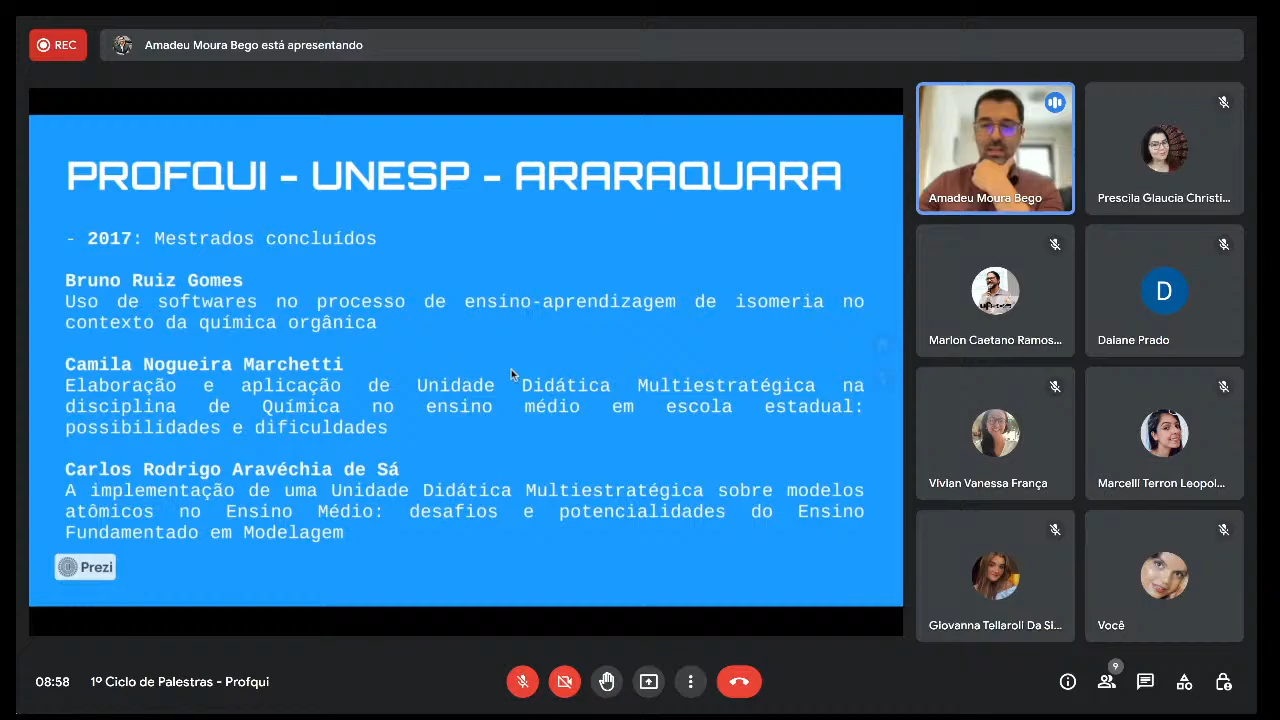 REC
Amadeu Moura Bego está apresentando
PROFQUI - UNESP - ARARAQUARA
- 2017: Mestrados concluídos
Bruno Ruiz Gomes
Uso de softwares no processo de ensino-aprendizagem de isomeria no
contexto da química orgânica
Camila Nogueira Marchetti
Elaboração e aplicação de Unidade Didática Multiestratégica na
disciplina de Química no ensino médio em escola estadual:
possibilidades e dificuldades
Carlos Rodrigo Aravéchia de Sá
A implementação de uma Unidade Didática Multiestratégica sobre modelos
atômicos no Ensino Médio: desafios e potencialidades do Ensino
Fundamentado em Modelagem
Prezi
Amadeu Moura Bego
Prescila Glaucia Christi...
Marlon Caetano Ramos...
D
Daiane Prado
Vivian Vanessa França
Marcelli Terron Leopol...
Giovanna Tellaroli Da Si...
Você
08:58
1º Ciclo de Palestras - Profqui
9